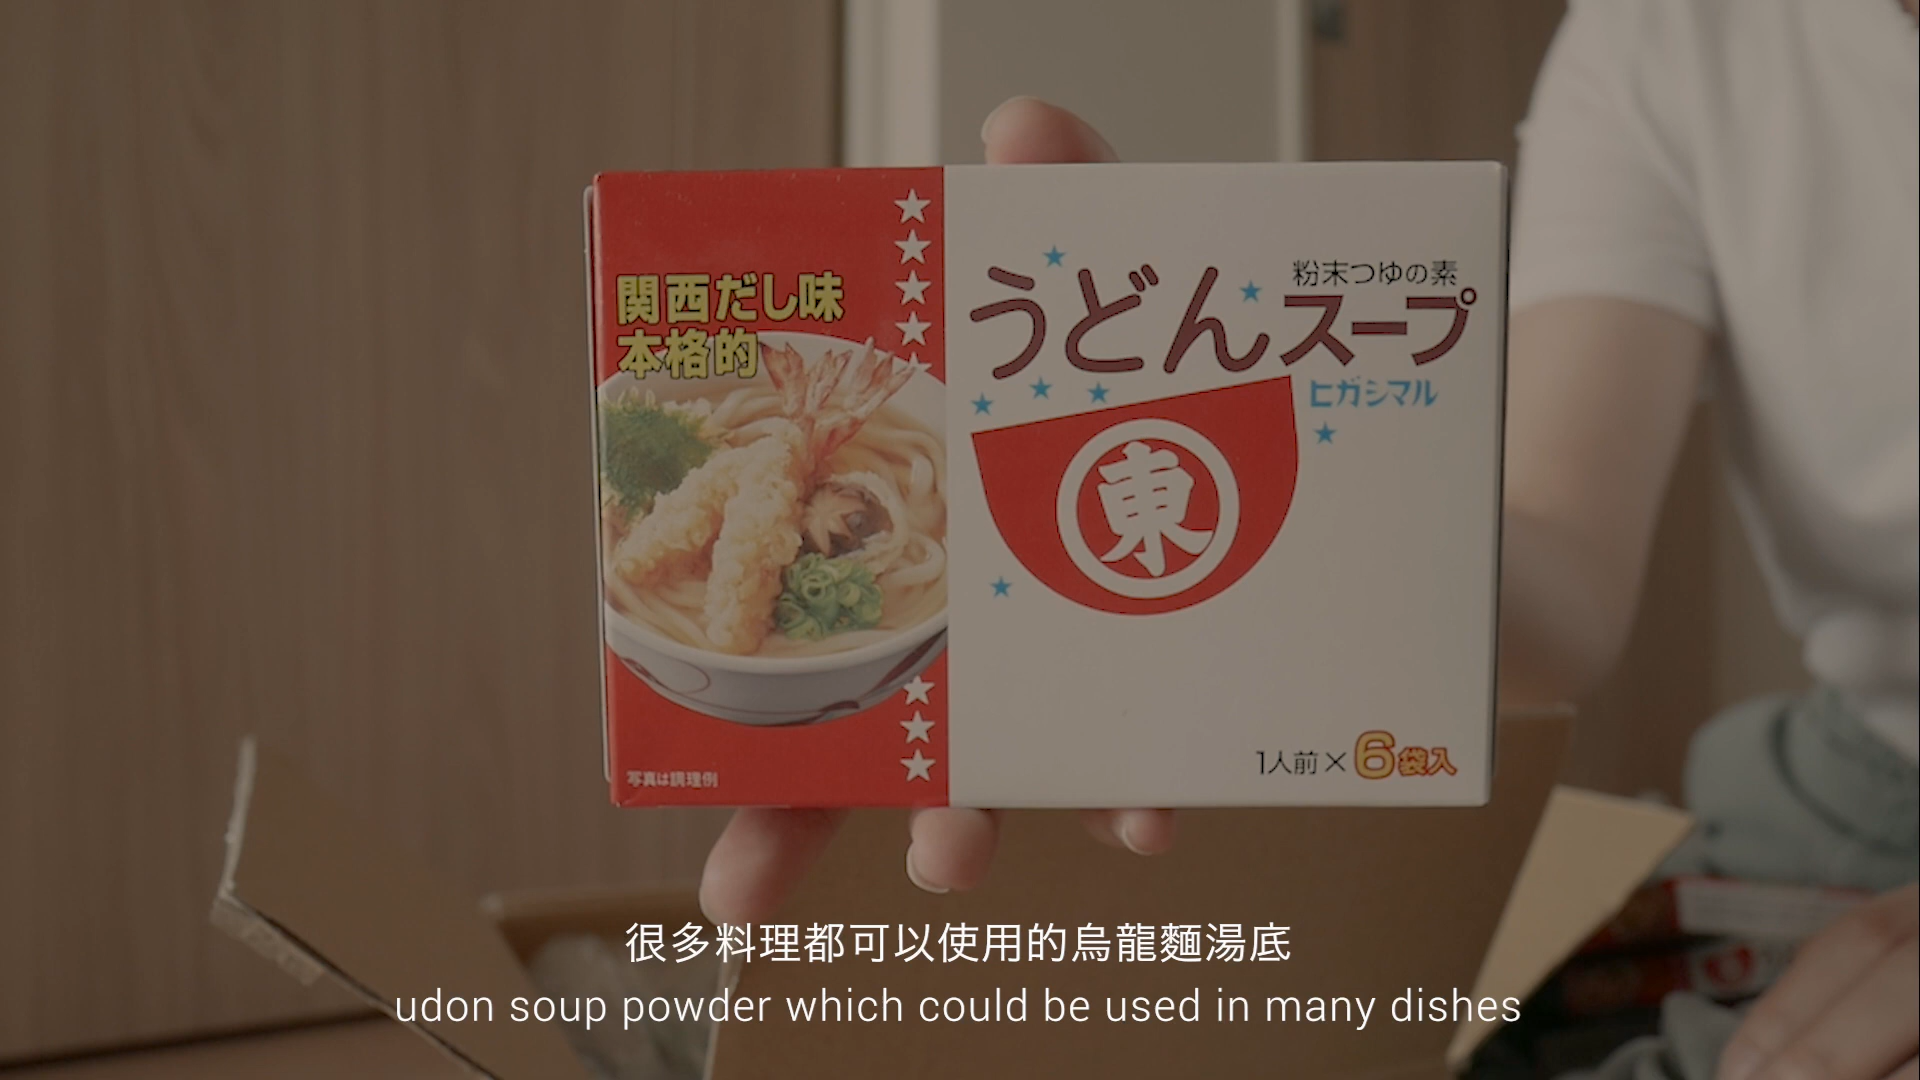 関西だし味
本格的
写真は調理例
粉末つゆの素
うどんスープ
ヒガシマル
東
1人前×6袋入
很多料理都可以使用的烏龍麵湯底
udon soup powder which could be used in many dishes